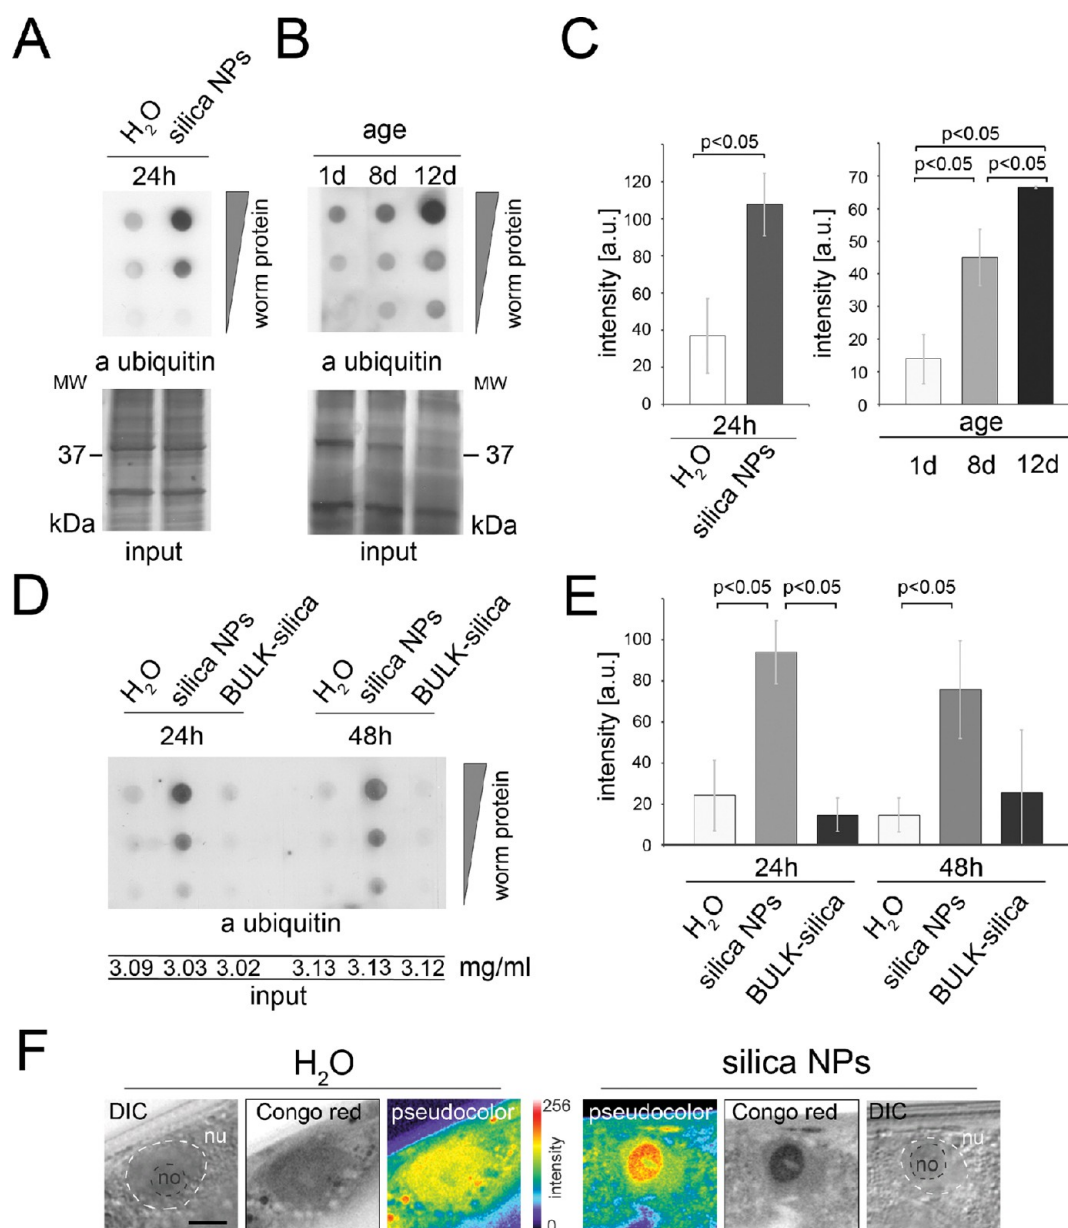 A
H₂O
silica NPs
24h
worm protein
a ubiquitin
MW
37
kDa
input
B
age
1d 8d 12d
worm protein
a ubiquitin
MW
37
input
C
p<0.05
intensity [a.u.]
120
100
80
60
40
20
0
24h
H₂O
silica NPs
p<0.05
p<0.05
p<0.05
intensity [a.u.]
70
60
50
40
30
20
10
0
age
1d 8d 12d
D
H₂O
silica NPs
BULK-silica
H₂O
silica NPs
BULK-silica
24h 48h
worm protein
a ubiquitin
3.09 3.03 3.02 3.13 3.13 3.12 mg/ml
input
E
p<0.05 p<0.05 p<0.05
intensity [a.u.]
100
80
60
40
20
0
24h 48h
H₂O
silica NPs
BULK-silica
H₂O
silica NPs
BULK-silica
F
H₂O
silica NPs
DIC
nu
no
Congo red
pseudocolor
256
intensity
0
pseudocolor
Congo red
DIC
nu
no